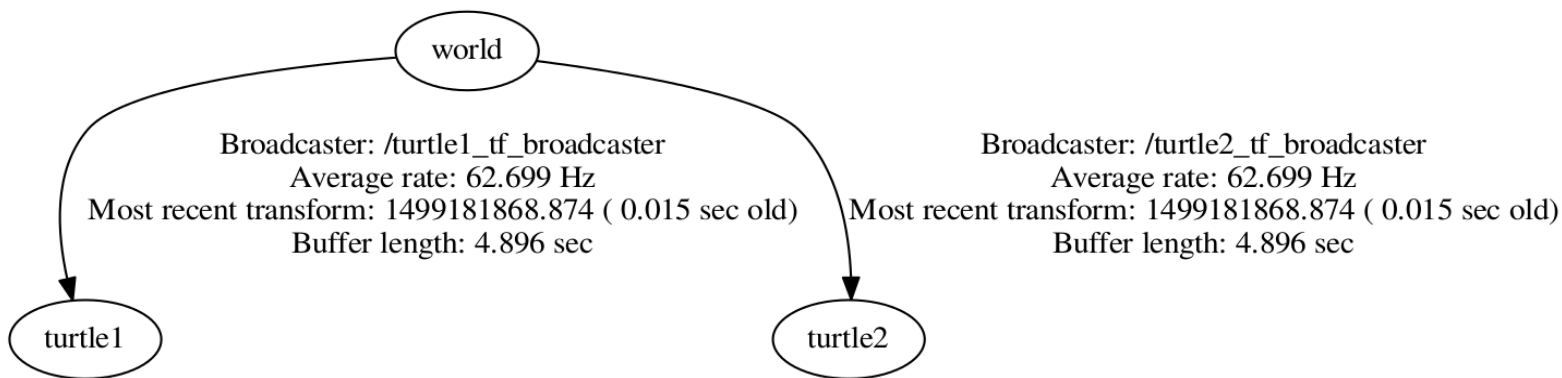 world
Broadcaster: /turtle1_tf_broadcaster
Average rate: 62.699 Hz
Most recent transform: 1499181868.874 ( 0.015 sec old)
Buffer length: 4.896 sec
Broadcaster: /turtle2_tf_broadcaster
Average rate: 62.699 Hz
Most recent transform: 1499181868.874 ( 0.015 sec old)
Buffer length: 4.896 sec
turtle1
turtle2